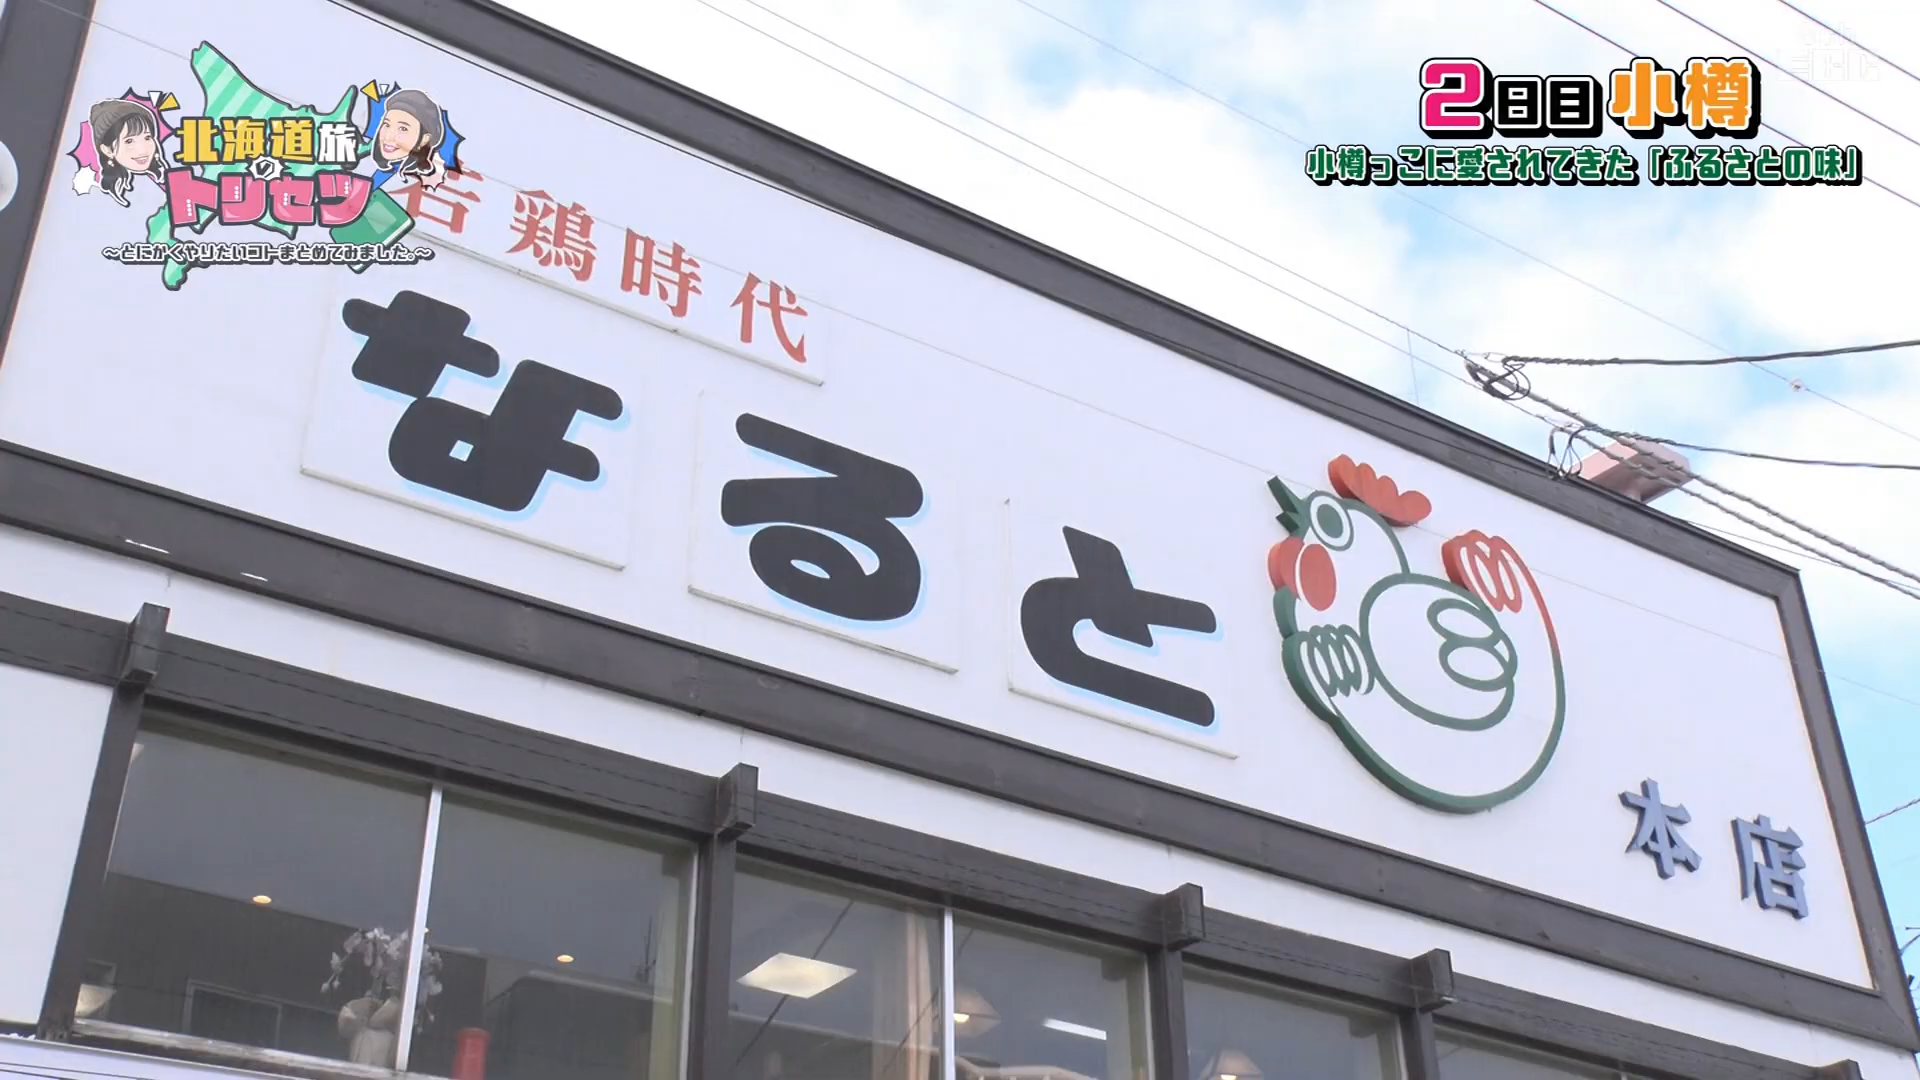 北海道旅
の
トリセツ
～とにかくやりたいコトまとめてみました。～
2日目 小樽
小樽っこに愛されてきた「ふるさとの味」
若鶏時代
なると
本店